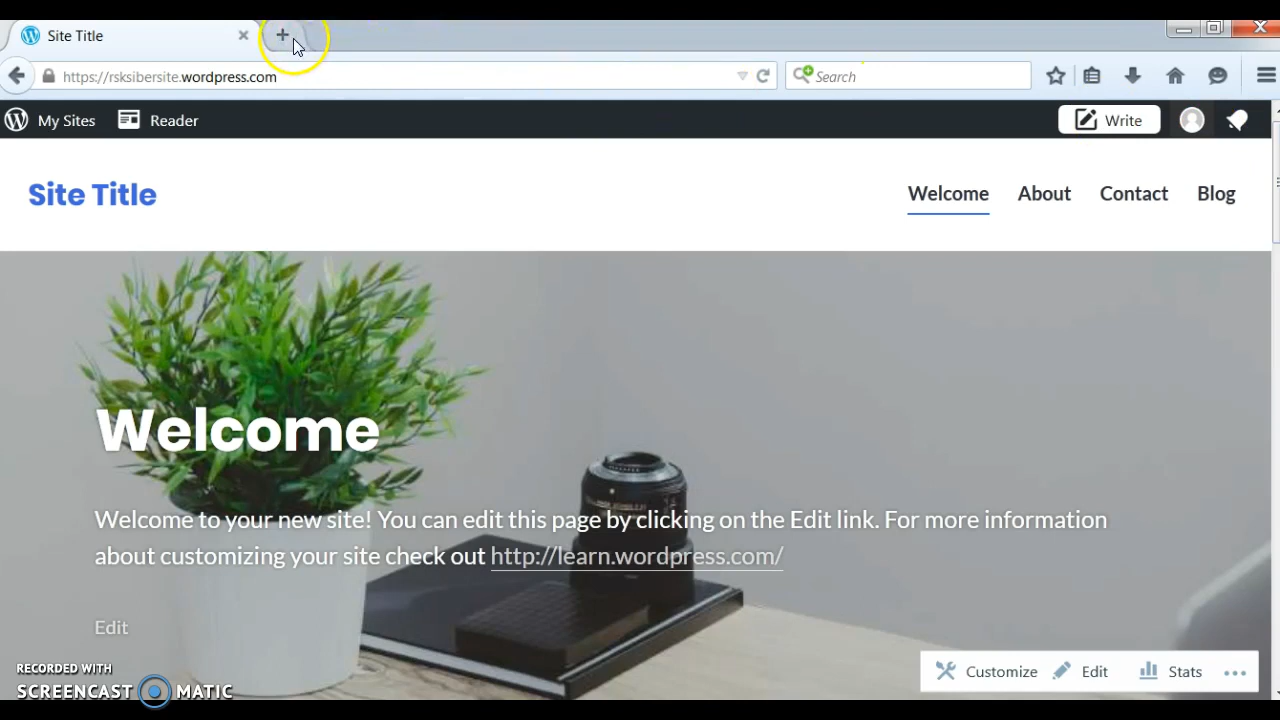 Site Title
https://rsksibersite.wordpress.com
Search
My Sites
Reader
Write
Site Title
Welcome
About
Contact
Blog
Welcome
Welcome to your new site! You can edit this page by clicking on the Edit link. For more information
about customizing your site check out http://learn.wordpress.com/
Edit
Customize
Edit
Stats
RECORDED WITH
SCREENCAST MATIC